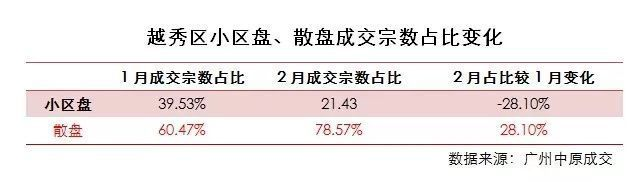 越秀区小区盘、散盘成交宗数占比变化
1月成交宗数占比 2月成交宗数占比 2月占比较1月变化
小区盘 39.53% 21.43 -28.10%
散盘 60.47% 78.57% 28.10%
数据来源：广州中原成交